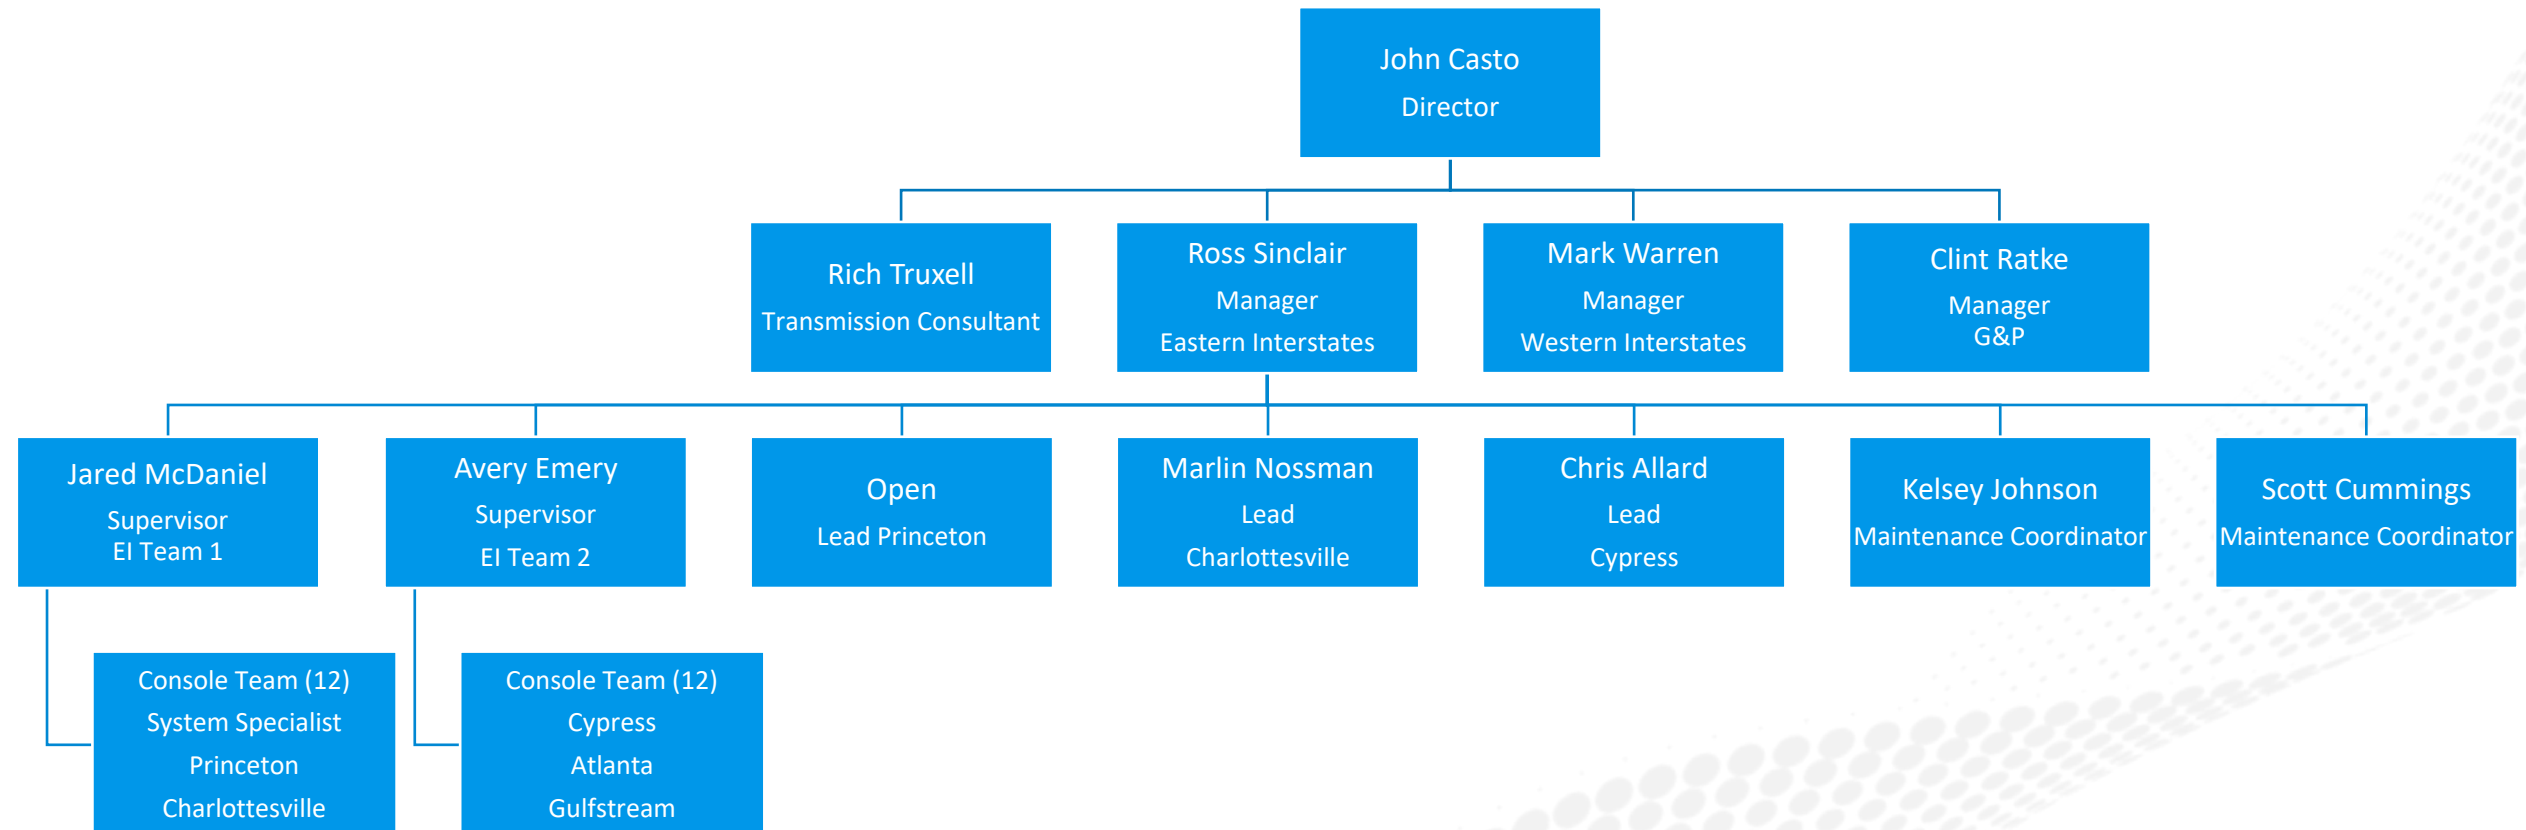 John Casto
Director
Rich Truxell
Transmission Consultant
Ross Sinclair
Manager
Eastern Interstates
Mark Warren
Manager
Western Interstates
Clint Ratke
Manager
G&P
Jared McDaniel
Supervisor
EI Team 1
Avery Emery
Supervisor
EI Team 2
Open
Lead Princeton
Marlin Nossman
Lead
Charlottesville
Chris Allard
Lead
Cypress
Kelsey Johnson
Maintenance Coordinator
Scott Cummings
Maintenance Coordinator
Console Team (12)
System Specialist
Princeton
Charlottesville
Console Team (12)
Cypress
Atlanta
Gulfstream